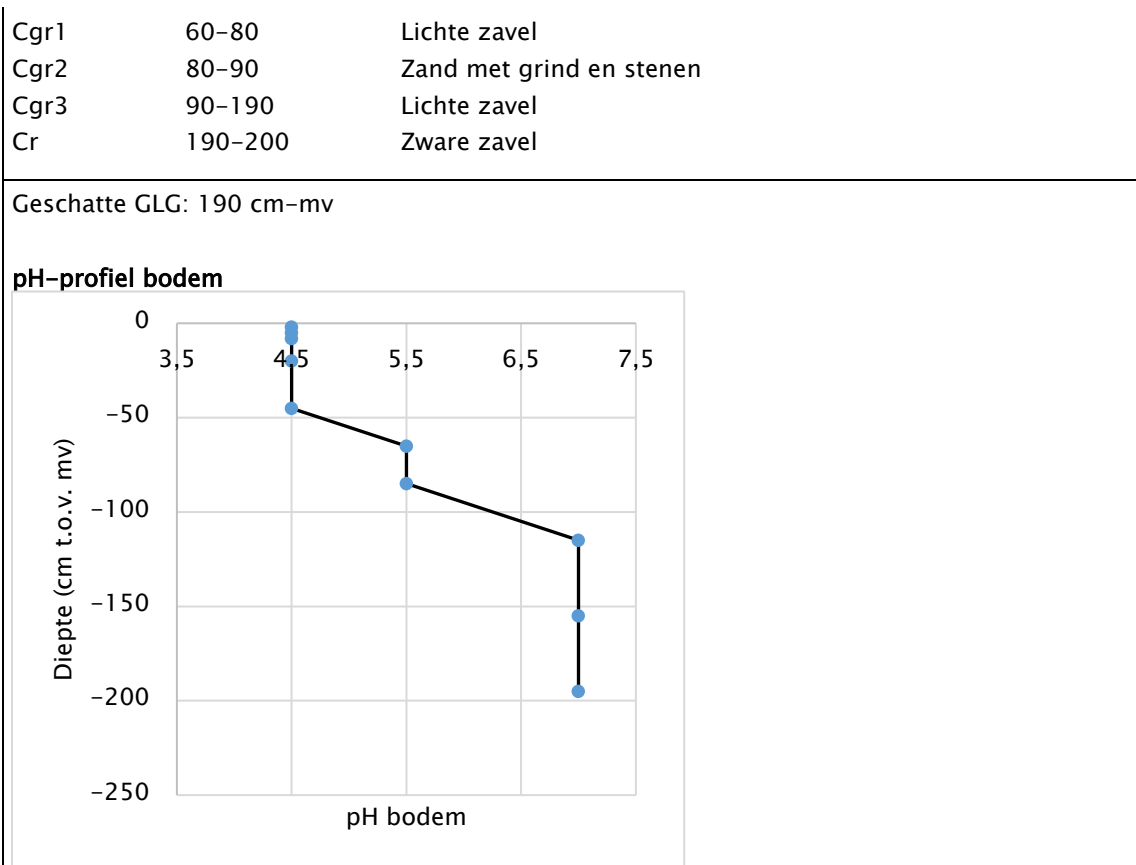 Cgr1 60-80 Lichte zavel
Cgr2 80-90 Zand met grind en stenen
Cgr3 90-190 Lichte zavel
Cr 190-200 Zware zavel
Geschatte GLG: 190 cm-mv
pH-profiel bodem
0
3,5 4,5 5,5 6,5 7,5
-50
-100
-150
-200
-250
Diepte (cm t.o.v. mv)
pH bodem